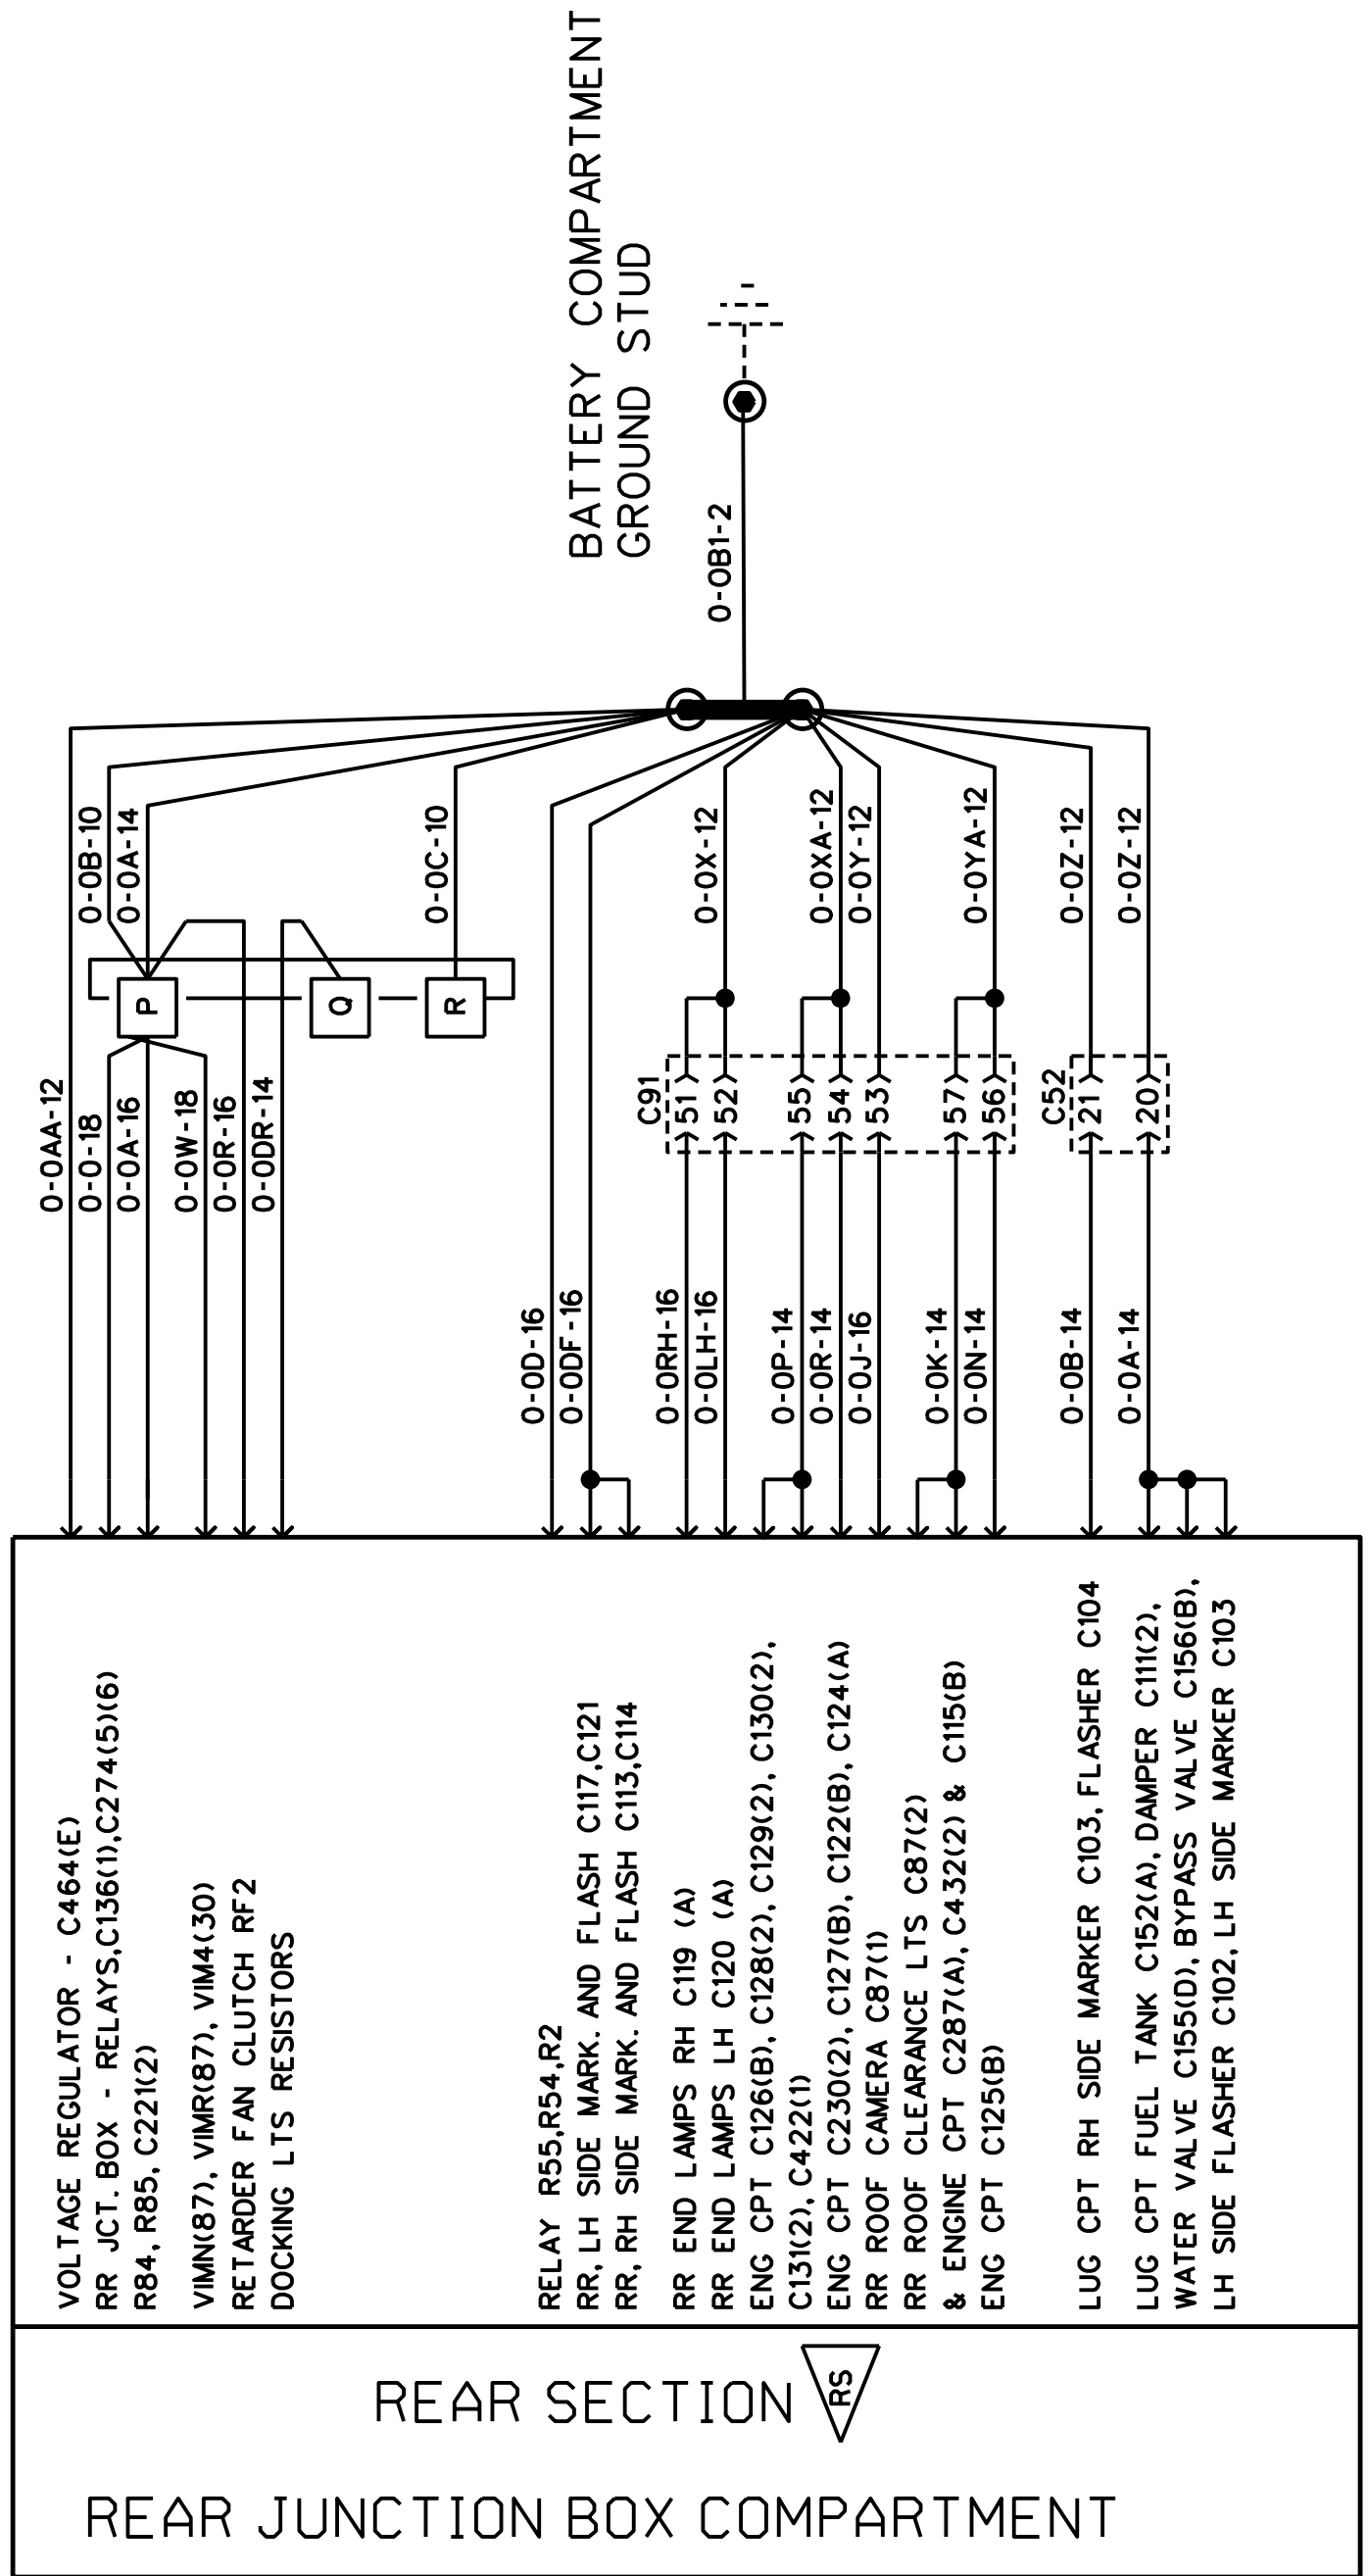 REAR JUNCTION BOX COMPARTMENT
REAR SECTION
RS
VOLTAGE REGULATOR - C464(E)
RR JCT. BOX - RELAYS,C136(1),C274(5)(6)
R84, R85, C221(2)
VIMN(87), VIMR(87), VIM4(30)
RETARDER FAN CLUTCH RF2
DOCKING LTS RESISTORS
RELAY R55,R54,R2
RR, LH SIDE MARK. AND FLASH C117,C121
RR, RH SIDE MARK. AND FLASH C113,C114
RR END LAMPS RH C119 (A)
RR END LAMPS LH C120 (A)
ENG CPT C126(B), C128(2), C129(2), C130(2),
C131(2), C422(1)
ENG CPT C230(2), C127(B), C122(B), C124(A)
RR ROOF CAMERA C87(1)
RR ROOF CLEARANCE LTS C87(2)
& ENGINE CPT C287(A), C432(2) & C115(B)
ENG CPT C125(B)
LUG CPT RH SIDE MARKER C103, FLASHER C104
LUG CPT FUEL TANK C152(A), DAMPER C111(2),
WATER VALVE C155(D), BYPASS VALVE C156(B),
LH SIDE FLASHER C102, LH SIDE MARKER C103
0-0AA-12
0-0-18
0-0A-16
0-0W-18
0-0R-16
0-0DR-14
0-0D-16
0-0DF-16
0-0RH-16
0-0LH-16
0-0P-14
0-0R-14
0-0J-16
0-0K-14
0-0N-14
0-0B-14
0-0A-14
P
Q
R
C91
51
52
55
54
53
57
56
C52
21
20
0-0B-10
0-0A-14
0-0C-10
0-0X-12
0-0XA-12
0-0Y-12
0-0YA-12
0-0Z-12
0-0Z-12
0-0B1-2
BATTERY COMPARTMENT
GROUND STUD